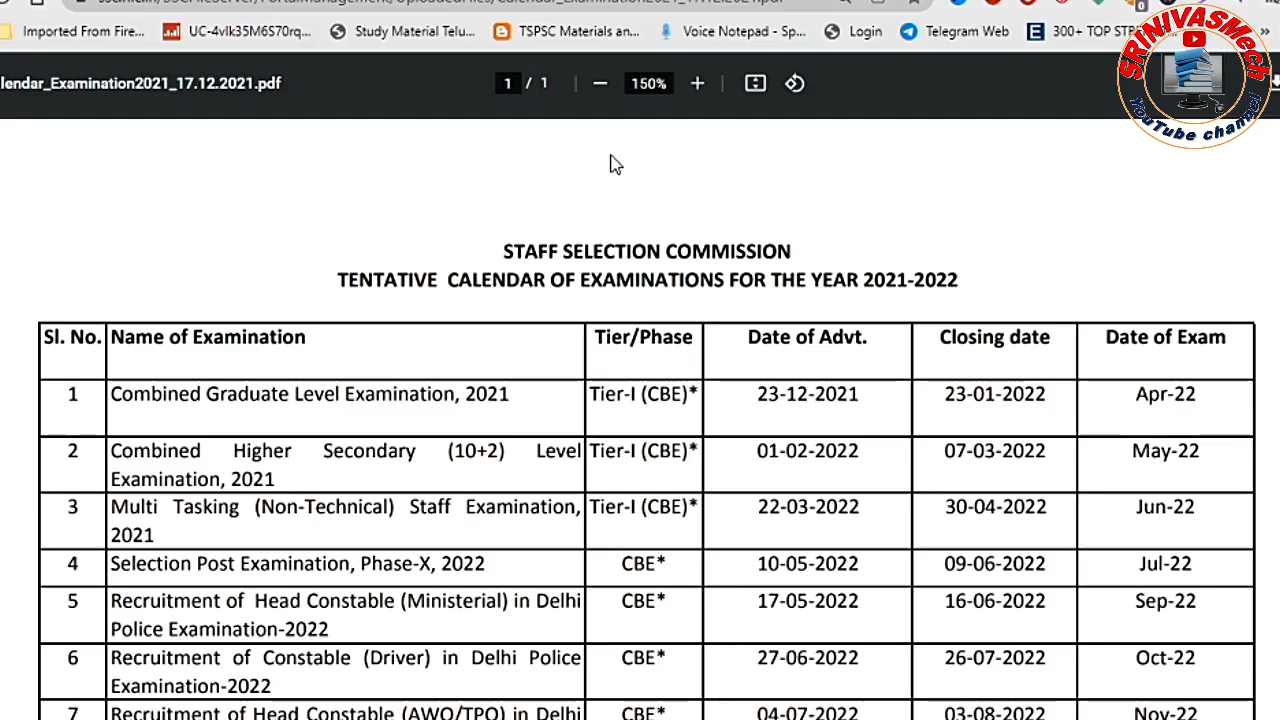 Imported From Fire...
UC-4vlk35M6S70rq...
Study Material Telu...
TSPSC Materials an...
Voice Notepad - Sp...
Login
Telegram Web
300+ TOP
SRINIVASMech
YouTube channel
lendar_Examination2021_17.12.2021.pdf
1 / 1
150%
STAFF SELECTION COMMISSION
TENTATIVE CALENDAR OF EXAMINATIONS FOR THE YEAR 2021-2022
Sl. No. Name of Examination Tier/Phase Date of Advt. Closing date Date of Exam
1 Combined Graduate Level Examination, 2021 Tier-I (CBE)* 23-12-2021 23-01-2022 Apr-22
2 Combined Higher Secondary (10+2) Level Tier-I (CBE)* 01-02-2022 07-03-2022 May-22
Examination, 2021
3 Multi Tasking (Non-Technical) Staff Examination, Tier-I (CBE)* 22-03-2022 30-04-2022 Jun-22
2021
4 Selection Post Examination, Phase-X, 2022 CBE* 10-05-2022 09-06-2022 Jul-22
5 Recruitment of Head Constable (Ministerial) in Delhi CBE* 17-05-2022 16-06-2022 Sep-22
Police Examination-2022
6 Recruitment of Constable (Driver) in Delhi Police CBE* 27-06-2022 26-07-2022 Oct-22
Examination-2022
7 Recruitment of Head Constable (AWO/TPO) in Delhi CBE* 04-07-2022 03-08-2022 Nov-22